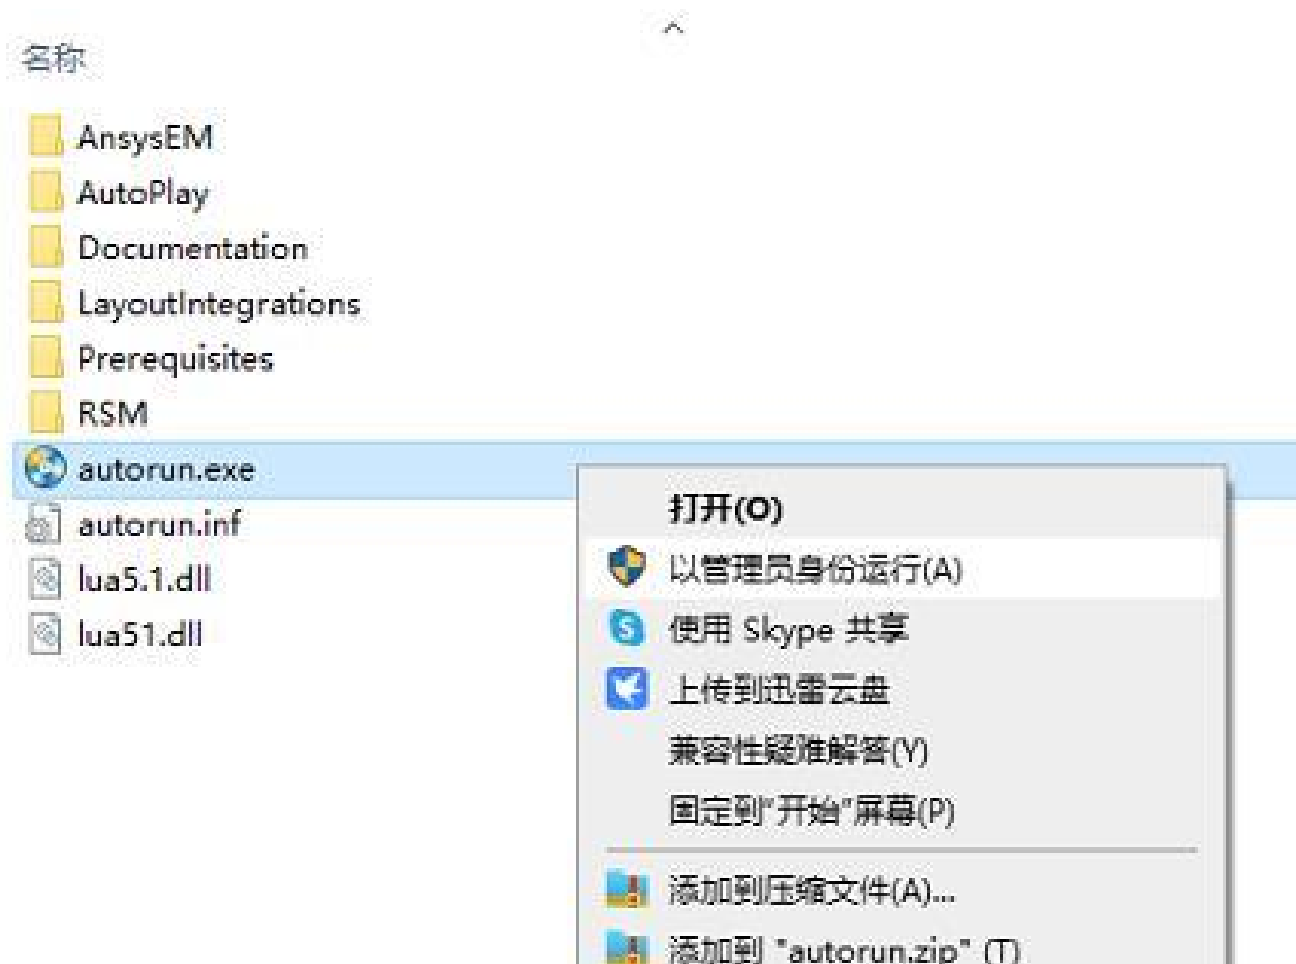 名称
AnsysEM
AutoPlay
Documentation
LayoutIntegrations
Prerequisites
RSM
autorun.exe
autorun.inf
lua5.1.dll
lua51.dll
打开(O)
以管理员身份运行(A)
使用 Skype 共享
上传到迅雷云盘
兼容性疑难解答(Y)
固定到"开始"屏幕(P)
添加到压缩文件(A)...
添加到 "autorun.zip" (T)